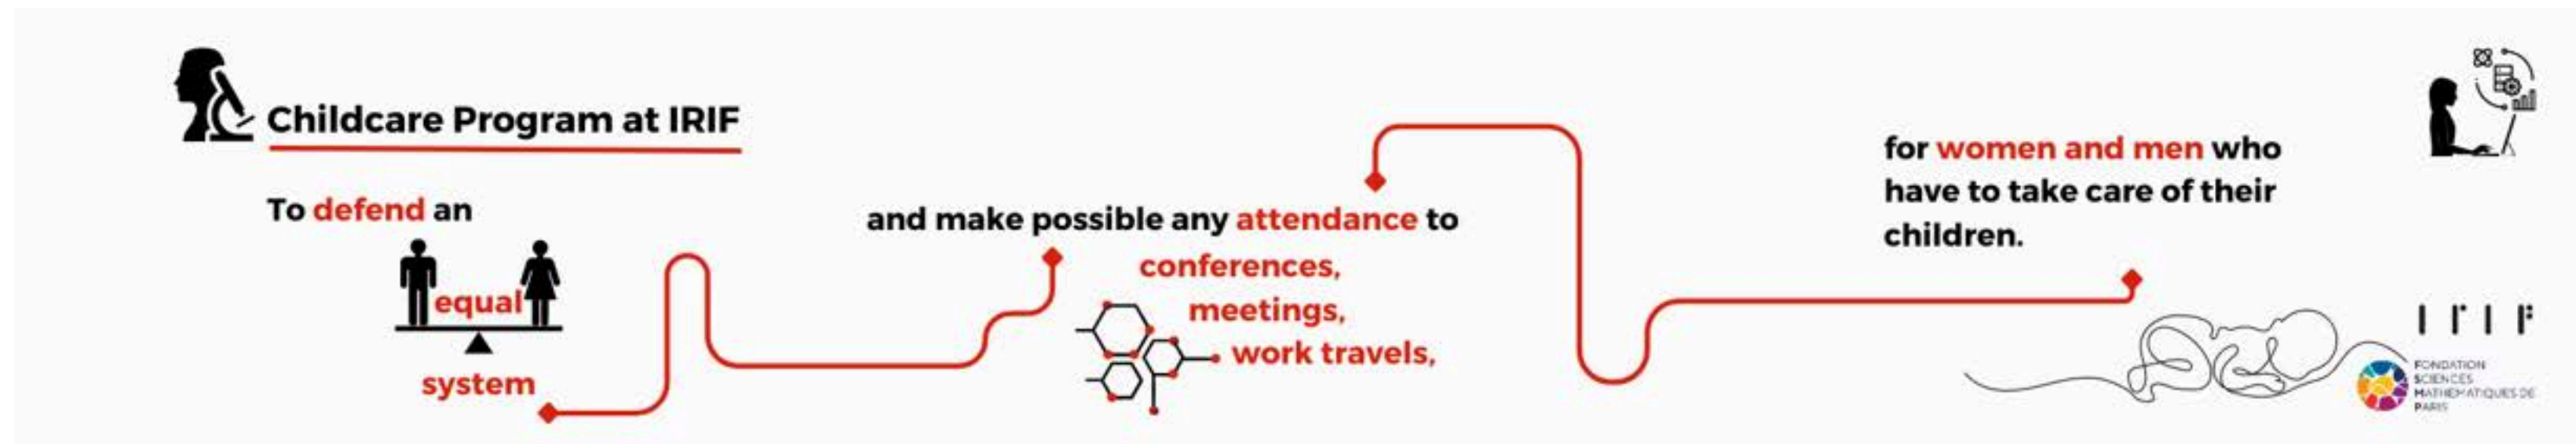 Childcare Program at IRIF
To defend an
equal
system
and make possible any attendance to
conferences,
meetings,
work travels,
for women and men who
have to take care of their
children.
IRIF
FONDATION
SCIENCES
MATHÉMATIQUES DE
PARIS